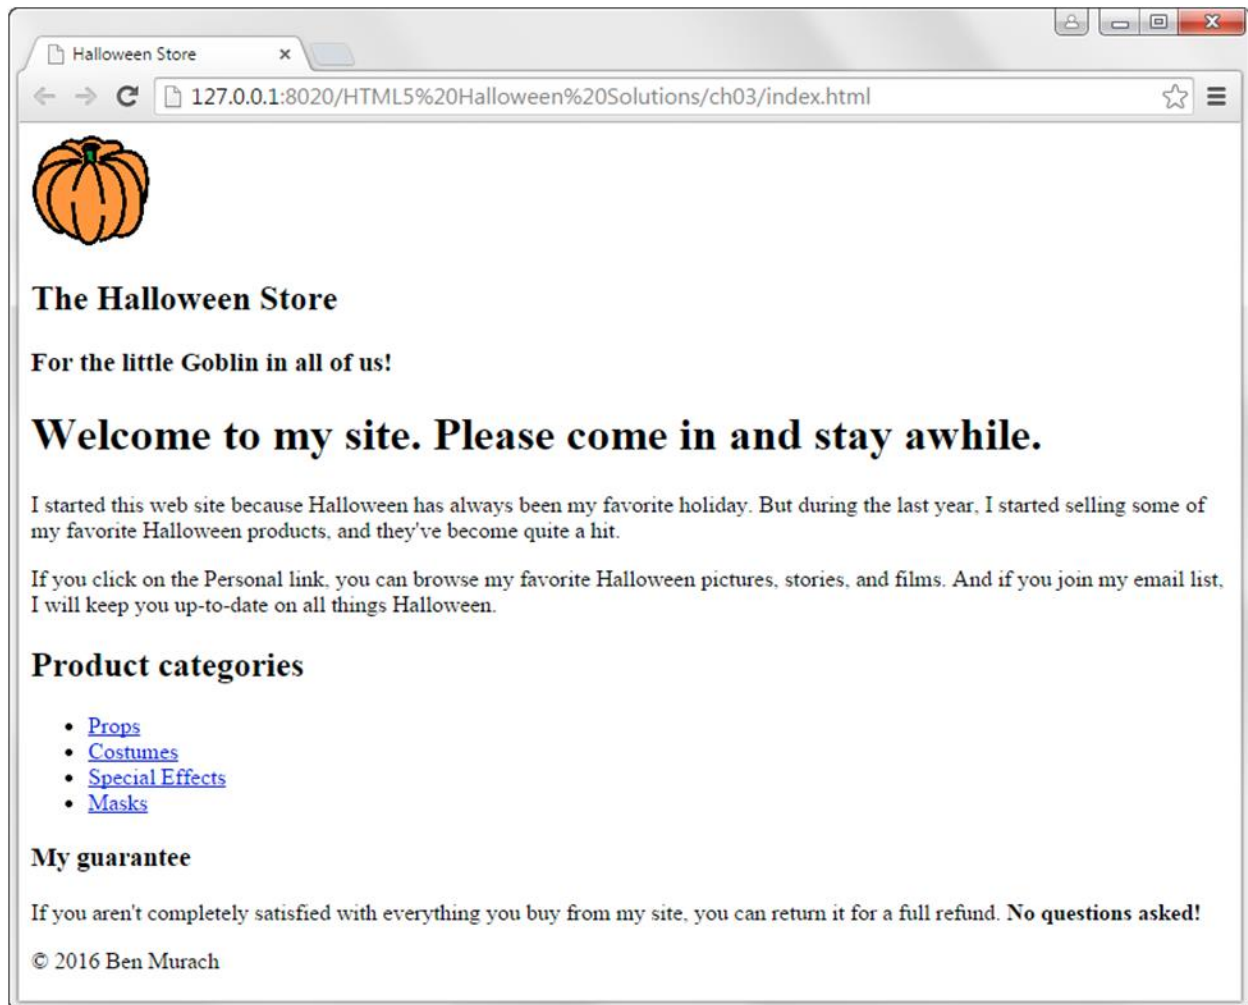 Halloween Store
127.0.0.1:8020/HTML5%20Halloween%20Solutions/ch03/index.html
The Halloween Store
For the little Goblin in all of us!
Welcome to my site. Please come in and stay awhile.
I started this web site because Halloween has always been my favorite holiday. But during the last year, I started selling some of
my favorite Halloween products, and they've become quite a hit.
If you click on the Personal link, you can browse my favorite Halloween pictures, stories, and films. And if you join my email list,
I will keep you up-to-date on all things Halloween.
Product categories
• Props
• Costumes
• Special Effects
• Masks
My guarantee
If you aren't completely satisfied with everything you buy from my site, you can return it for a full refund. No questions asked!
© 2016 Ben Murach